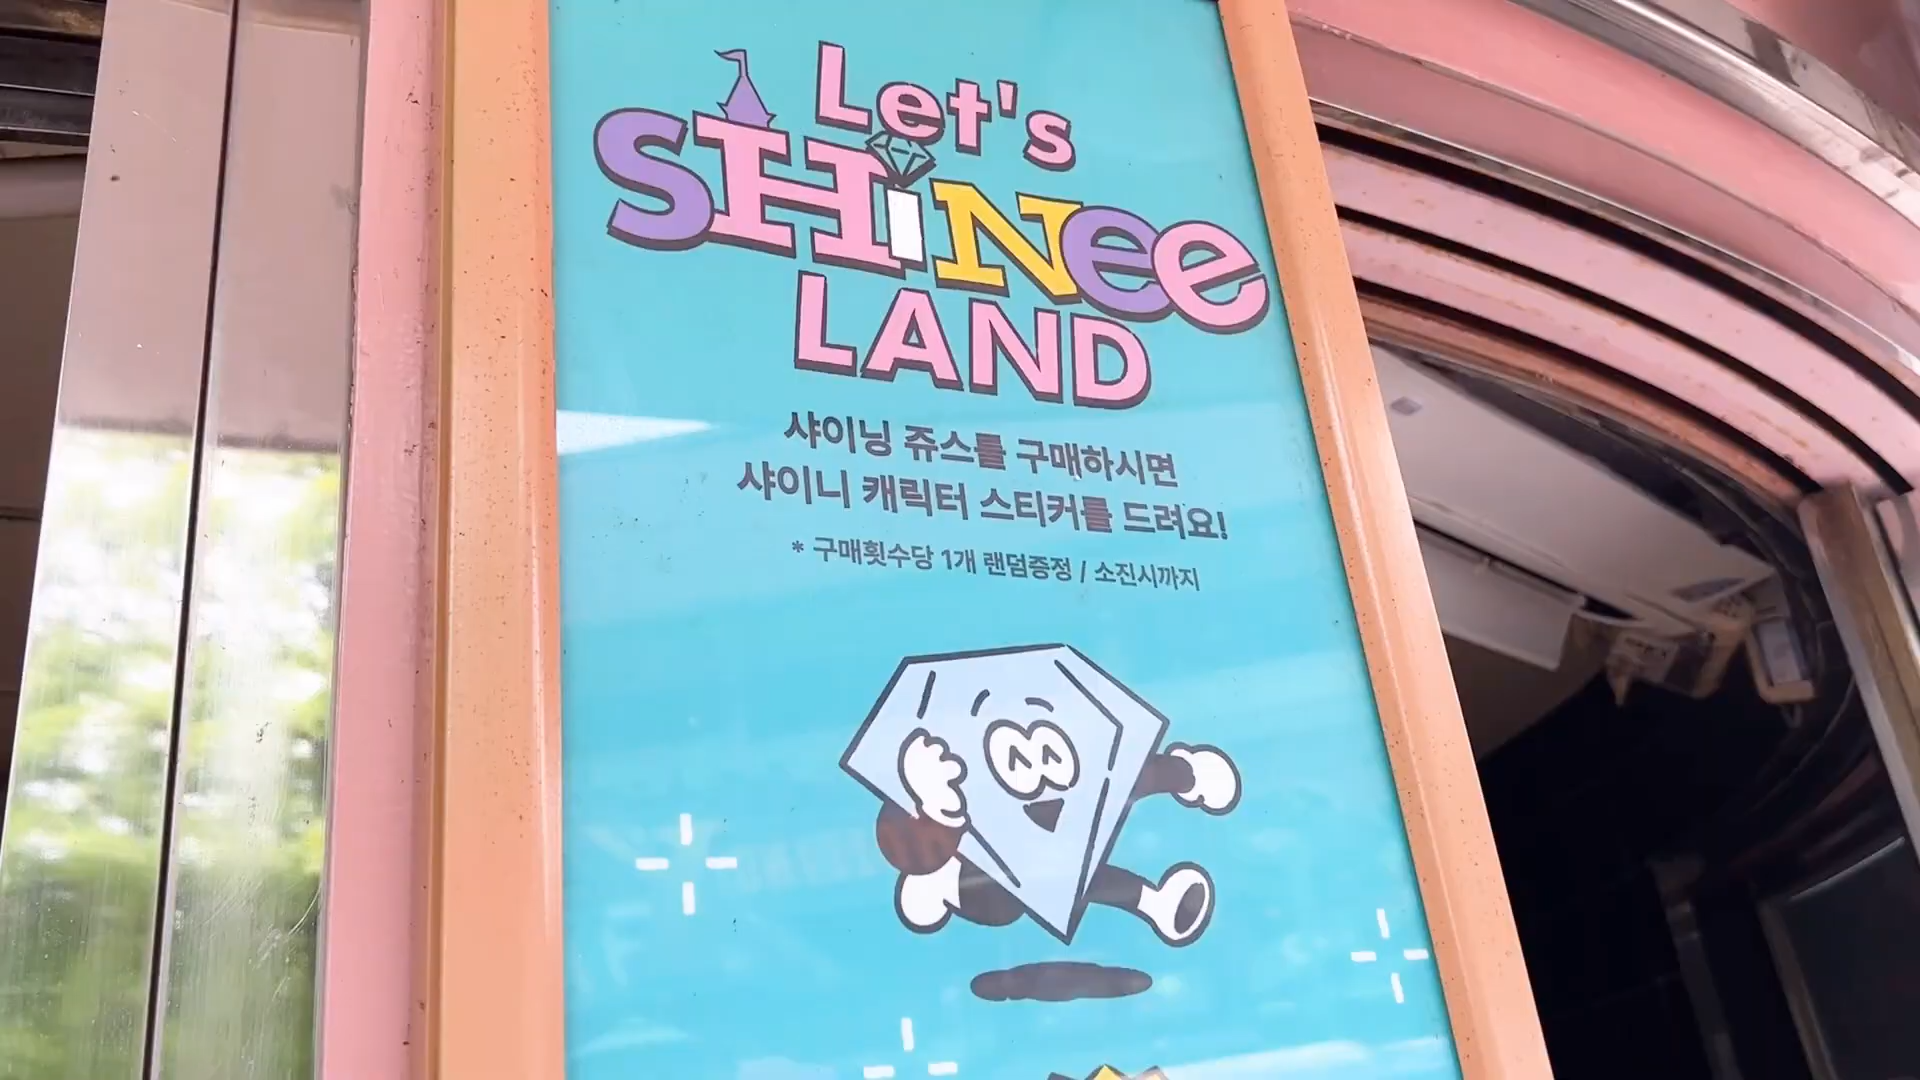 Let's
SHiNee
LAND
샤이닝 쥬스를 구매하시면
샤이니 캐릭터 스티커를 드려요!
* 구매횟수당 1개 랜덤증정 / 소진시까지